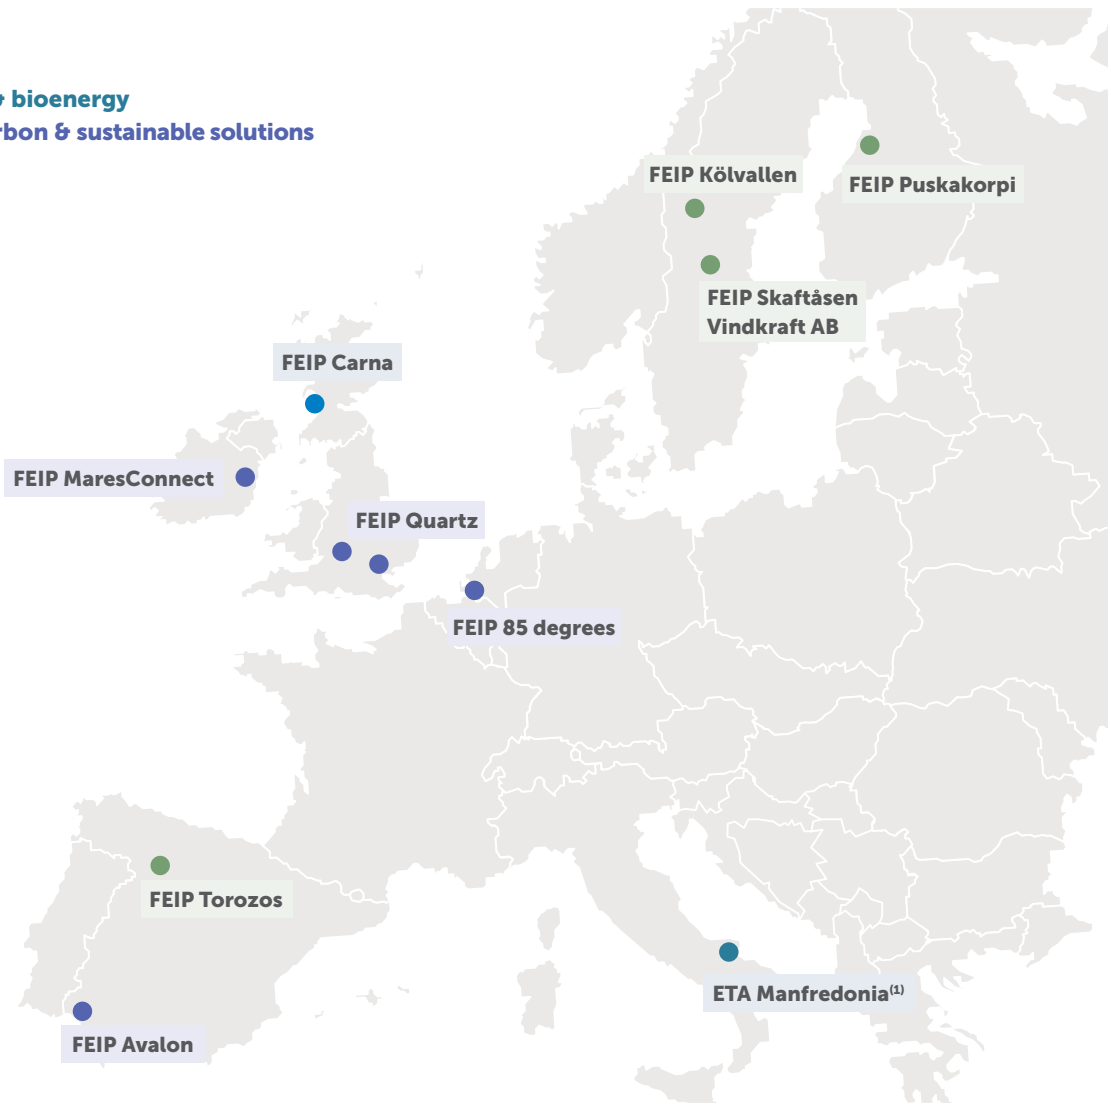 & bioenergy
rbon & sustainable solutions
FEIP Kölvallen
FEIP Puskakorpi
FEIP Skaftåsen
Vindkraft AB
FEIP Carna
FEIP MaresConnect
FEIP Quartz
FEIP 85 degrees
FEIP Torozos
ETA Manfredonia(1)
FEIP Avalon